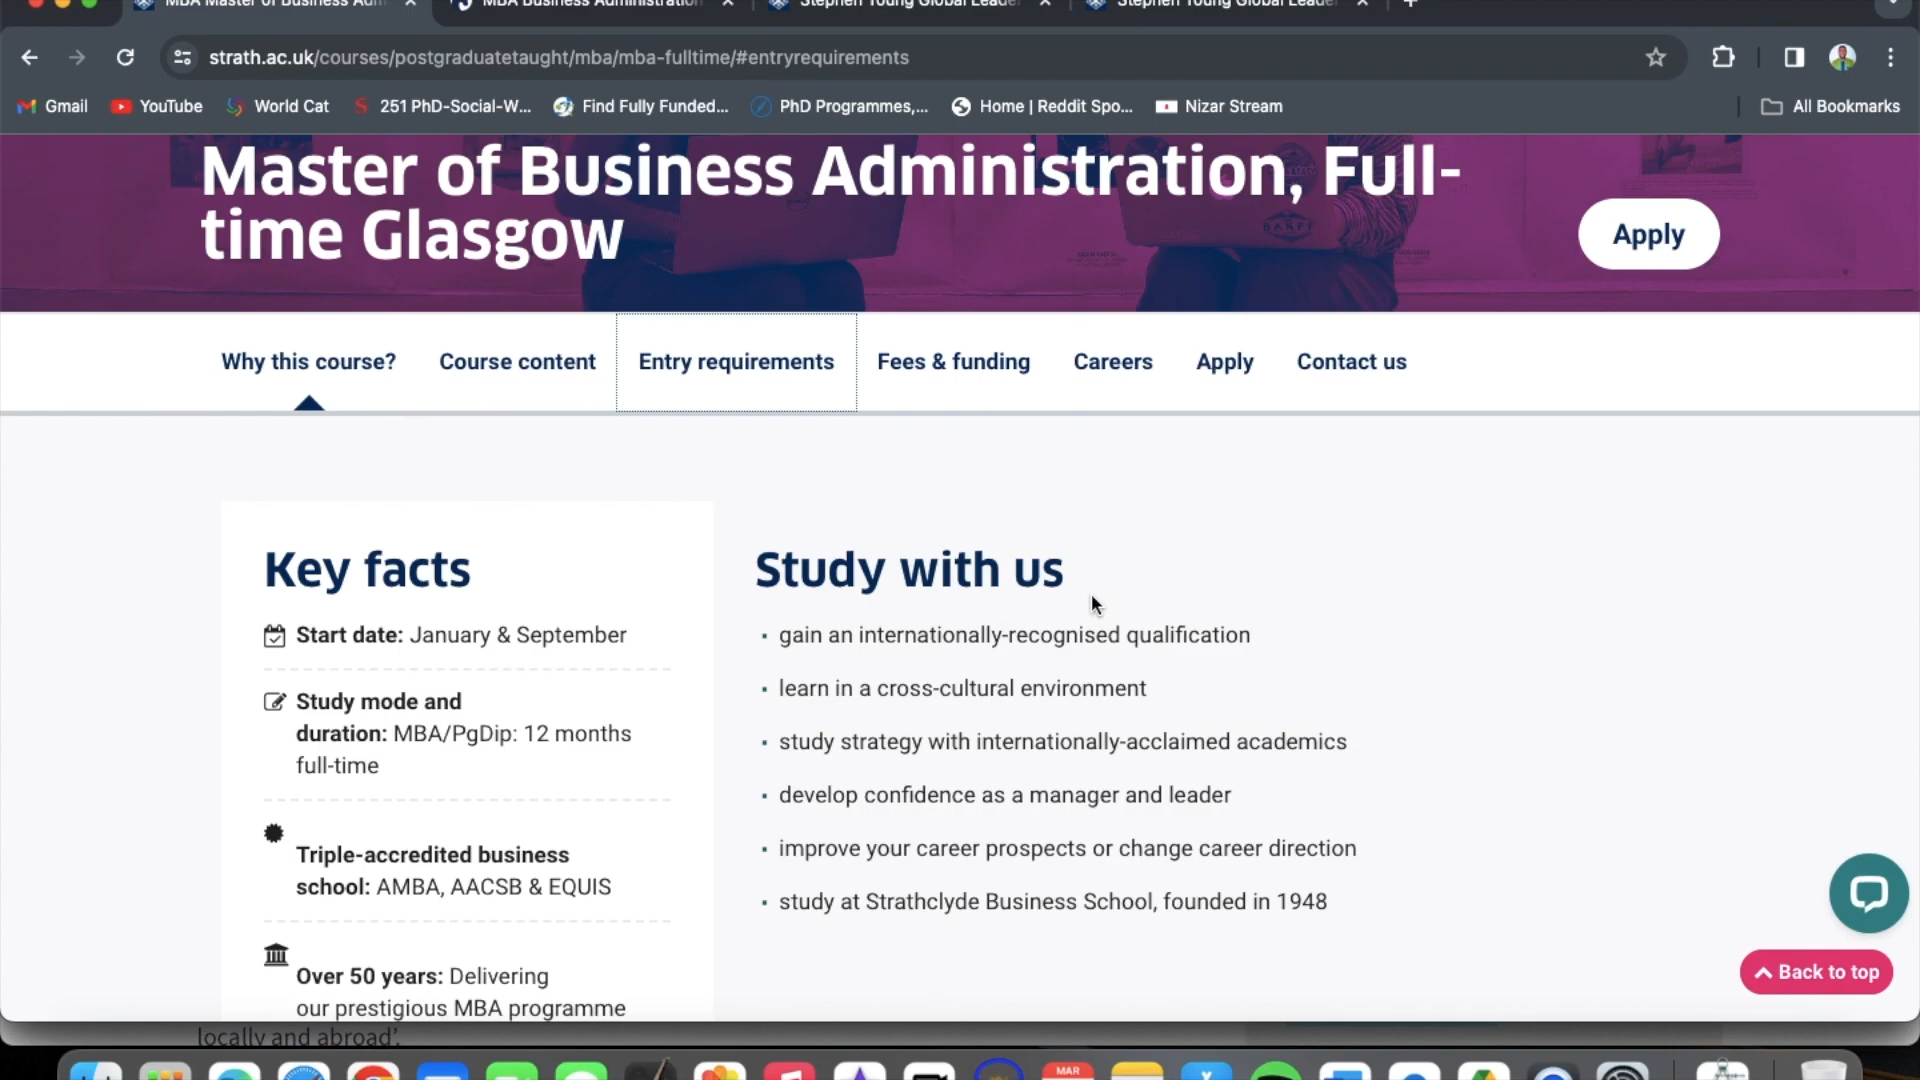 MBA Master of Business Adm
MBA Business Administration
Stephen Young Global Leade
Stephen Young Global Leade
strath.ac.uk/courses/postgraduatetaught/mba/mba-fulltime/#entryrequirements
Gmail
YouTube
World Cat
251 PhD-Social-W...
Find Fully Funded...
PhD Programmes,...
Home | Reddit Spo...
Nizar Stream
All Bookmarks
Master of Business Administration, Full-
time Glasgow
Apply
BANFF
Why this course?
Course content
Entry requirements
Fees & funding
Careers
Apply
Contact us
Key facts
Start date: January & September
Study mode and
duration: MBA/PgDip: 12 months
full-time
Triple-accredited business
school: AMBA, AACSB & EQUIS
Over 50 years: Delivering
our prestigious MBA programme
Study with us
gain an internationally-recognised qualification
learn in a cross-cultural environment
study strategy with internationally-acclaimed academics
develop confidence as a manager and leader
improve your career prospects or change career direction
study at Strathclyde Business School, founded in 1948
Back to top
locally and abroad'.
MAR